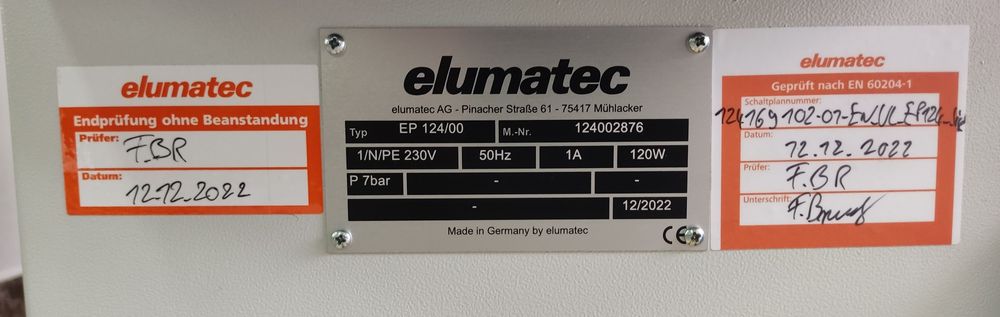 elumatec
Endprüfung ohne Beanstandung
Prüfer:
F.BR
Datum:
12.12.2022
elumatec
elumatec AG - Pinacher Straße 61 - 75417 Mühlacker
Typ EP 124/00 M.-Nr. 124002876
1/N/PE 230V 50Hz 1A 120W
P 7bar - -
- 12/2022
Made in Germany by elumatec CE
elumatec
Geprüft nach EN 60204-1
Schaltplannummer:
Datum:
12.12.2022
Prüfer:
F.BR
Unterschrift: